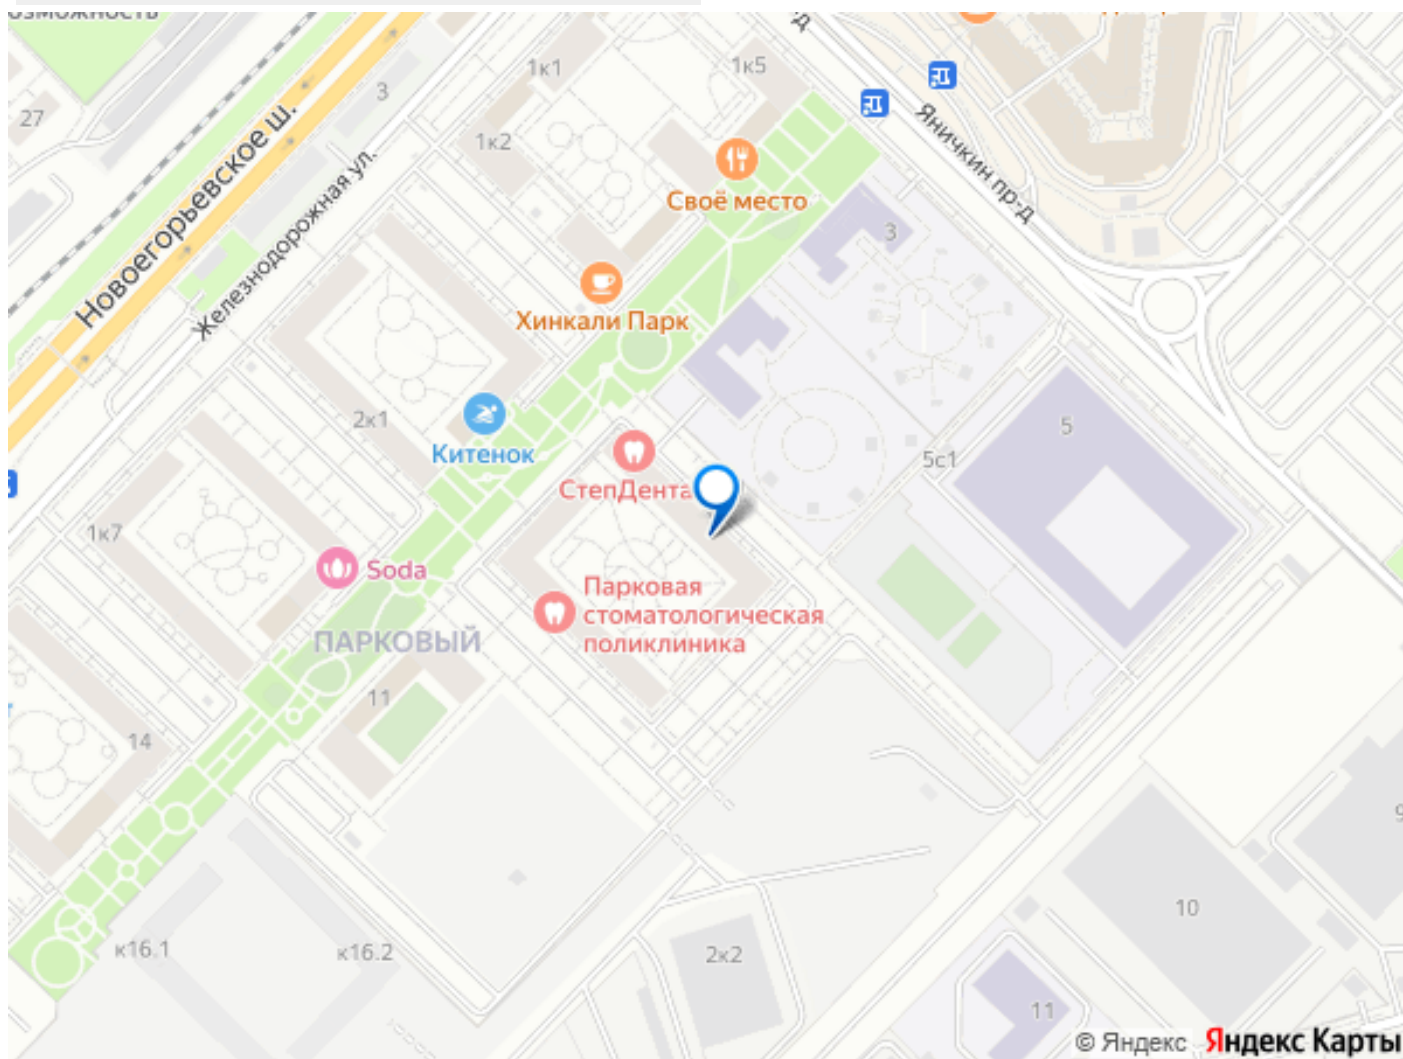 27
3
1к1
1к5
1к2
Новоегорьевское ш.
Железнодорожная ул.
Яничкин пр-д
Своё место
3
Хинкали Парк
2к1
Китенок
5
5с1
СтепДента
1к7
Soda
Парковая
стоматологическая
поликлиника
ПАРКОВЫЙ
11
14
10
к16.1
к16.2
2к2
11
© Яндекс Яндекс Карты